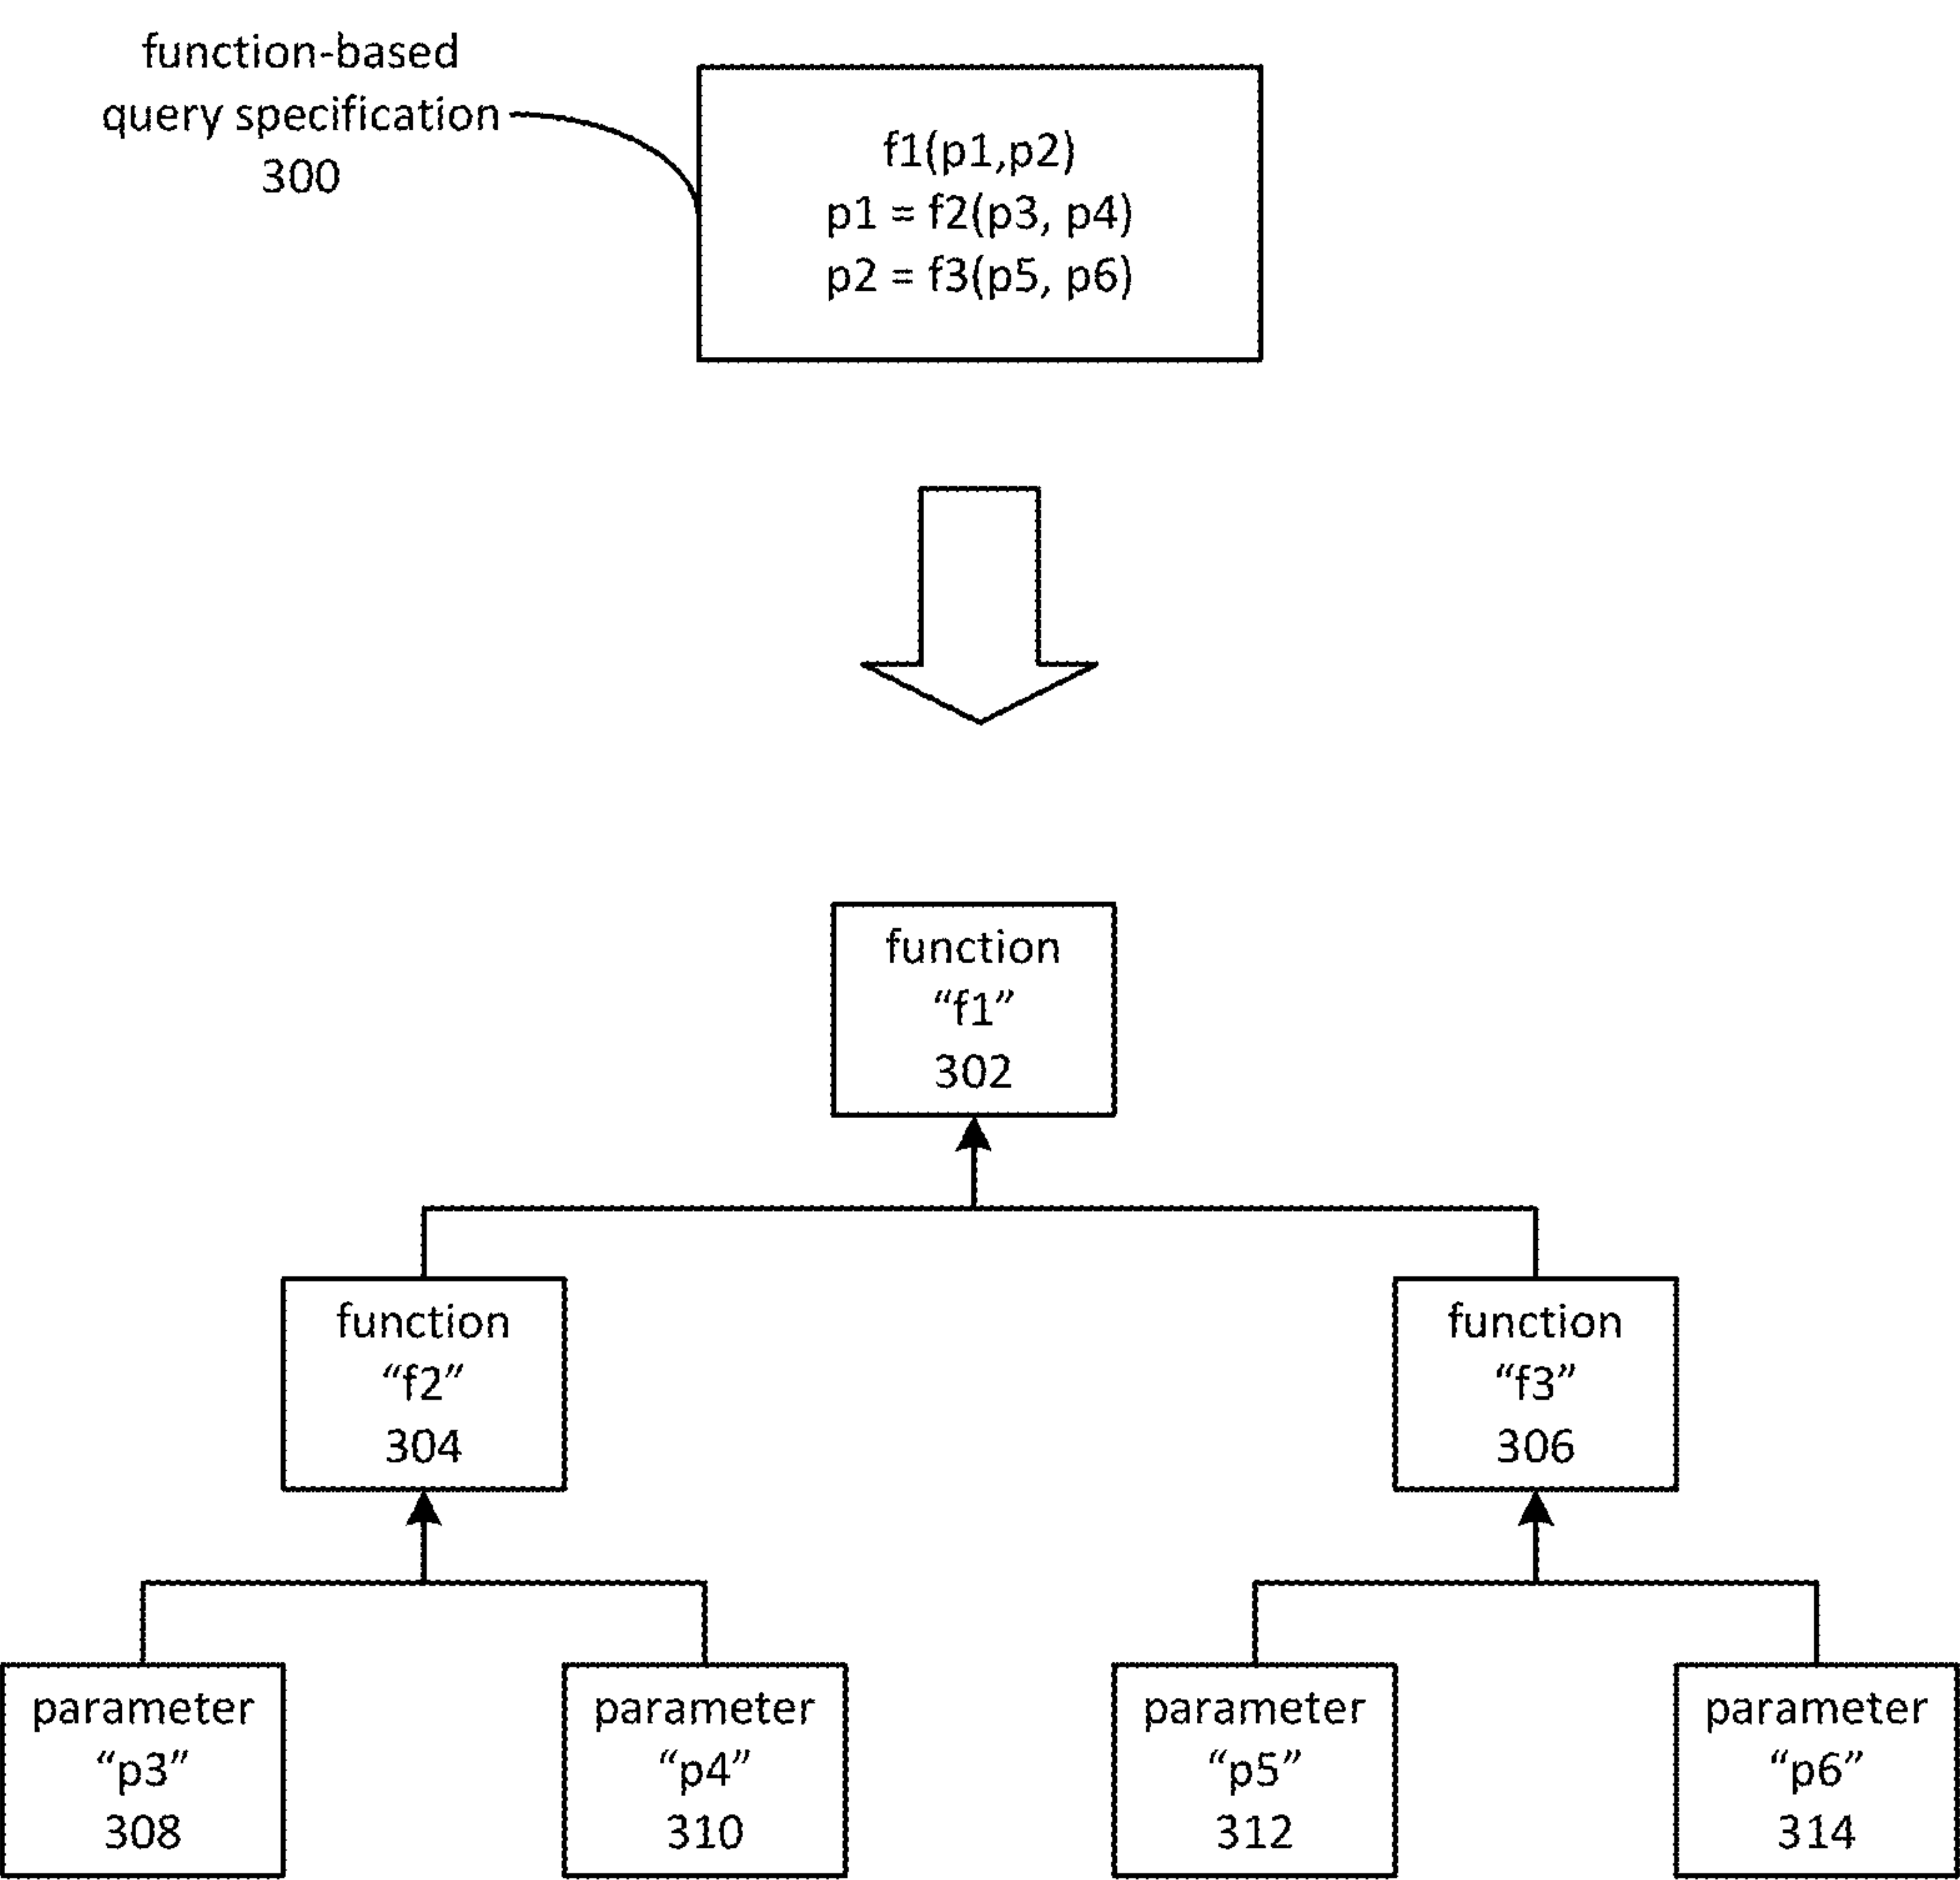 function-based
query specification
300
f1(p1,p2)
p1 = f2(p3, p4)
p2 = f3(p5, p6)
function
“f1”
302
function
“f2”
304
function
“f3”
306
parameter
“p3”
308
parameter
“p4”
310
parameter
“p5”
312
parameter
“p6”
314